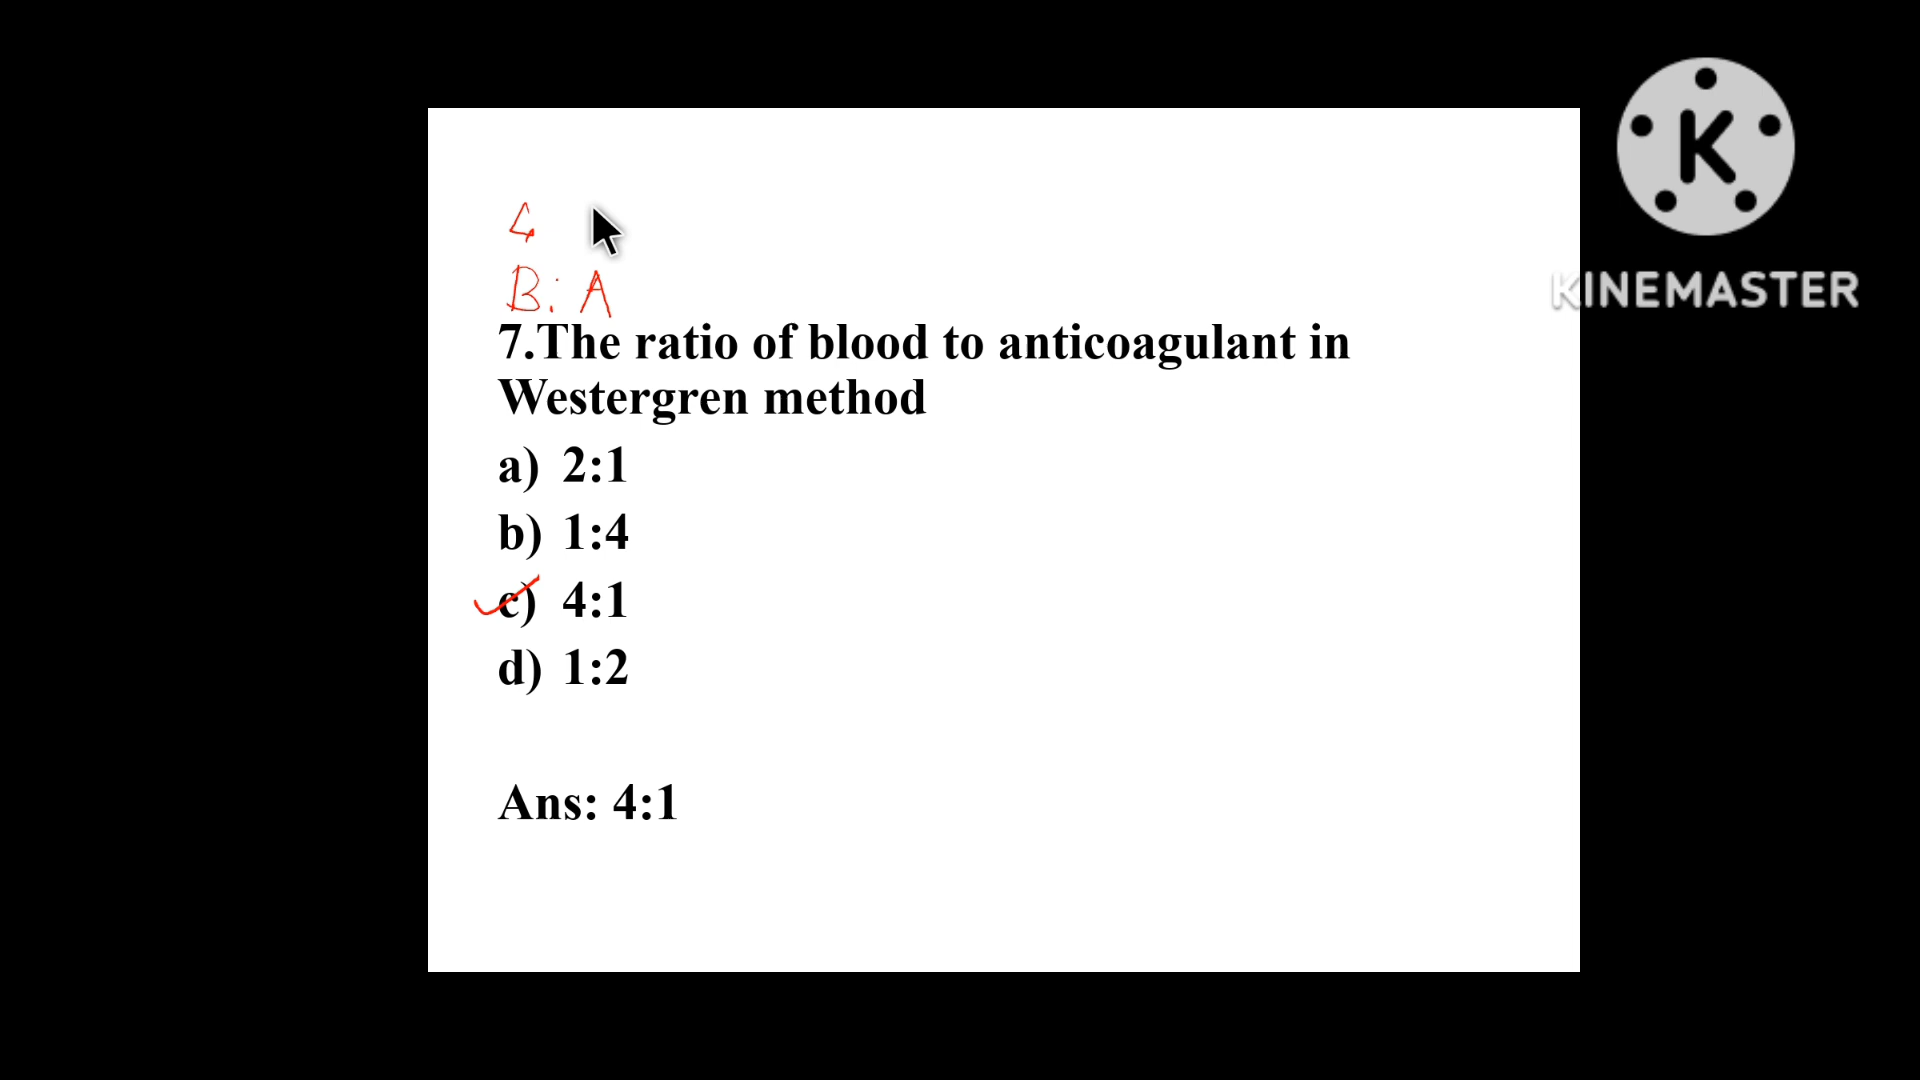 K
KINEMASTER
4
B: A
7.The ratio of blood to anticoagulant in
Westergren method
a) 2:1
b) 1:4
c) 4:1
d) 1:2
Ans: 4:1